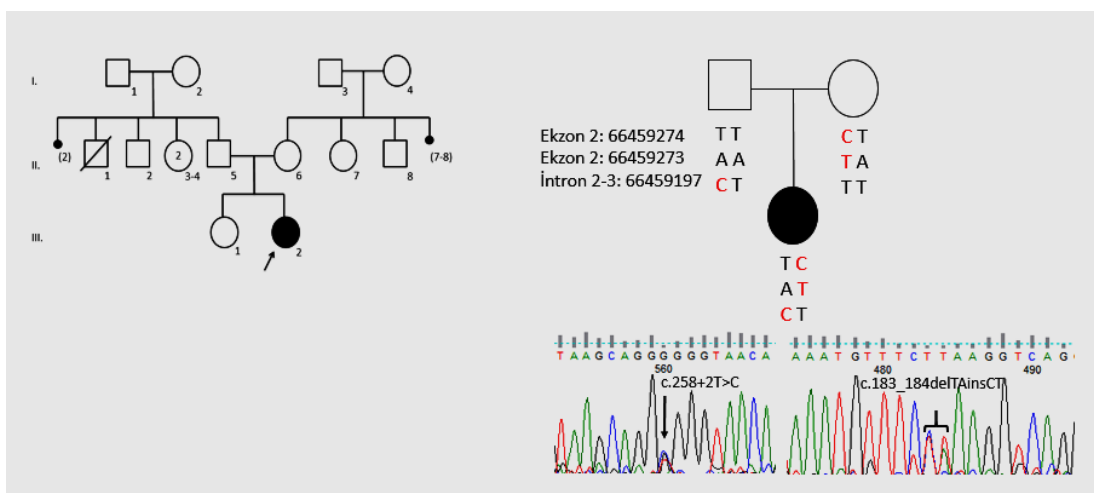 I.
1
2
3
4
II.
(2)
1
2
2
3-4
5
6
7
8
(7-8)
III.
1
2
Ekzon 2: 66459274
Ekzon 2: 66459273
İntron 2-3: 66459197
T T
A A
C T
C T
T A
T T
T C
A T
C T
T A A G C A G G G G G G T A A C A
560
c.258+2T>C
A A A T G T T T C T T A A G G T C A G
480
490
c.183_184delTAinsCT